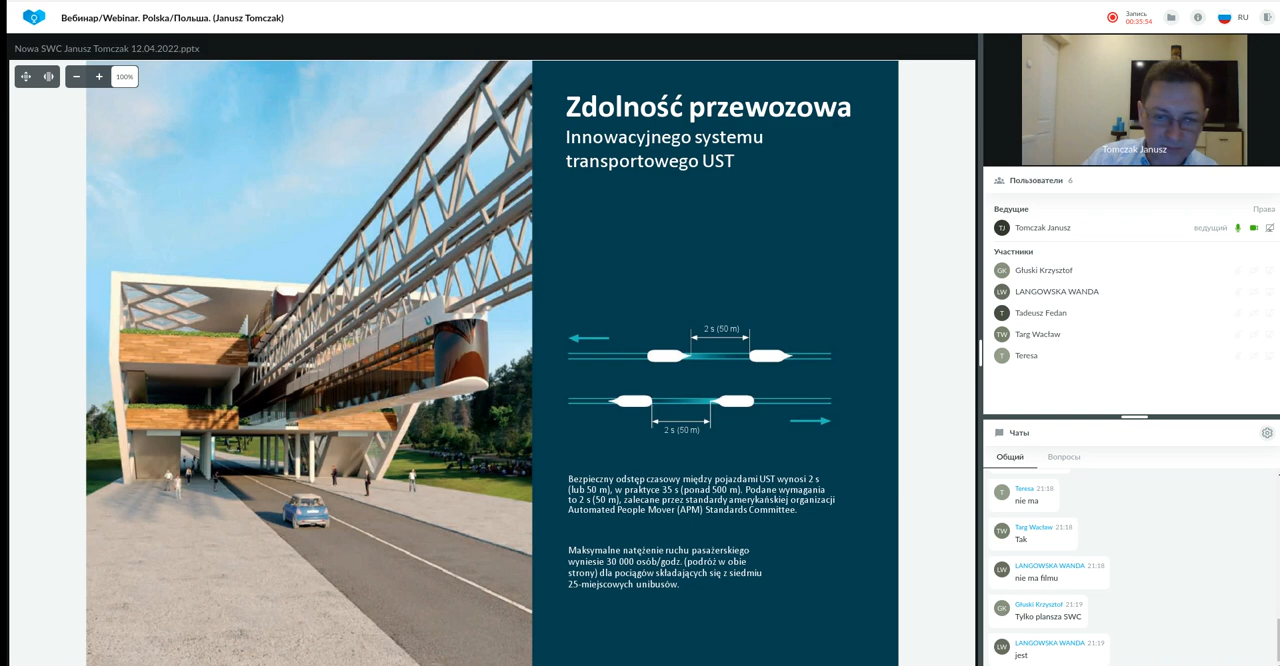 Вебинар/Webinar. Polska/Польша. (Janusz Tomczak)
Запись
00:35:54
RU
Nowa SWC Janusz Tomczak 12.04.2022.pptx
100%
Zdolność przewozowa
Innowacyjnego systemu
transportowego UST
2 s (50 m)
2 s (50 m)
Bezpieczny odstęp czasowy między pojazdami UST wynosi 2 s
(lub 50 m), w praktyce 35 s (ponad 500 m). Podane wymagania
to 2 s (50 m), zalecane przez standardy amerykańskiej organizacji
Automated People Mover (APM) Standards Committee.
Maksymalne natężenie ruchu pasażerskiego
wyniesie 30 000 osób/godz. (podróż w obie
strony) dla pociągów składających się z siedmiu
25-miejscowych unibusów.
Tomczak Janusz
Пользователи 6
Ведущие Права
TJ Tomczak Janusz ведущий
Участники
GK Głuski Krzysztof
LW LANGOWSKA WANDA
T Tadeusz Fedan
TW Targ Wacław
T Teresa
Чаты
Общий Вопросы
T Teresa 21:18
nie ma
TW Targ Wacław 21:18
Tak
LW LANGOWSKA WANDA 21:18
nie ma filmu
GK Głuski Krzysztof 21:19
Tylko plansza SWC
LW LANGOWSKA WANDA 21:19
jest